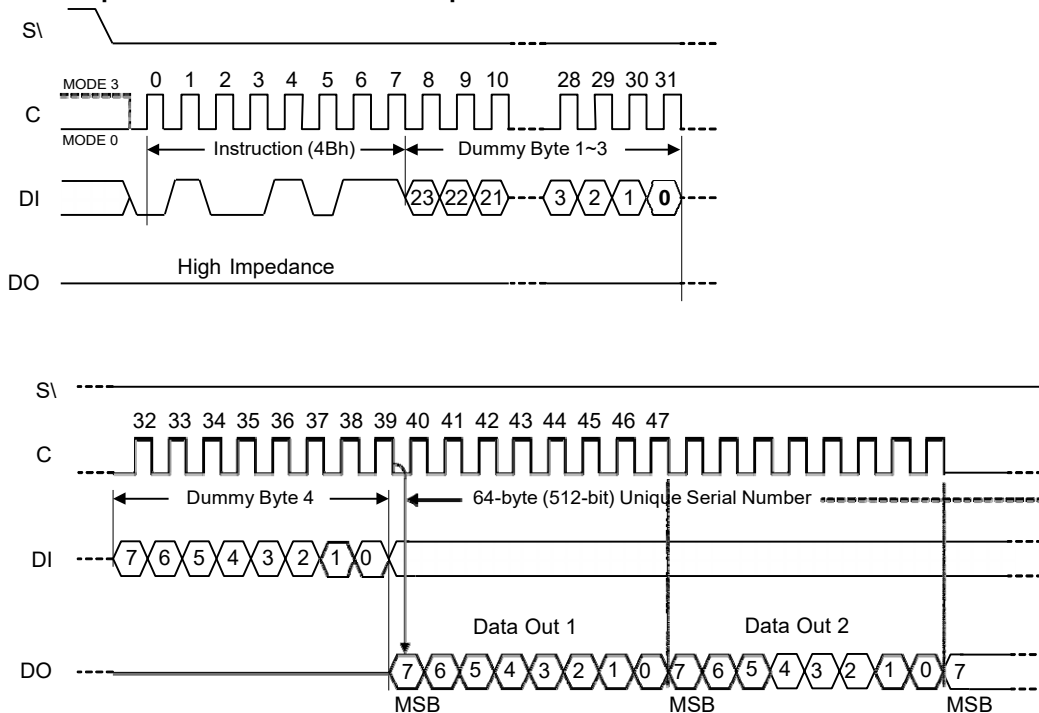 S\
MODE 3
0 1 2 3 4 5 6 7 8 9 10 28 29 30 31
C
MODE 0
Instruction (4Bh) Dummy Byte 1~3
DI
23 22 21 3 2 1 0
High Impedance
DO
S\
32 33 34 35 36 37 38 39 40 41 42 43 44 45 46 47
C
Dummy Byte 4 64-byte (512-bit) Unique Serial Number
DI 7 6 5 4 3 2 1 0
Data Out 1 Data Out 2
DO 7 6 5 4 3 2 1 0 7 6 5 4 3 2 1 0 7
MSB MSB MSB